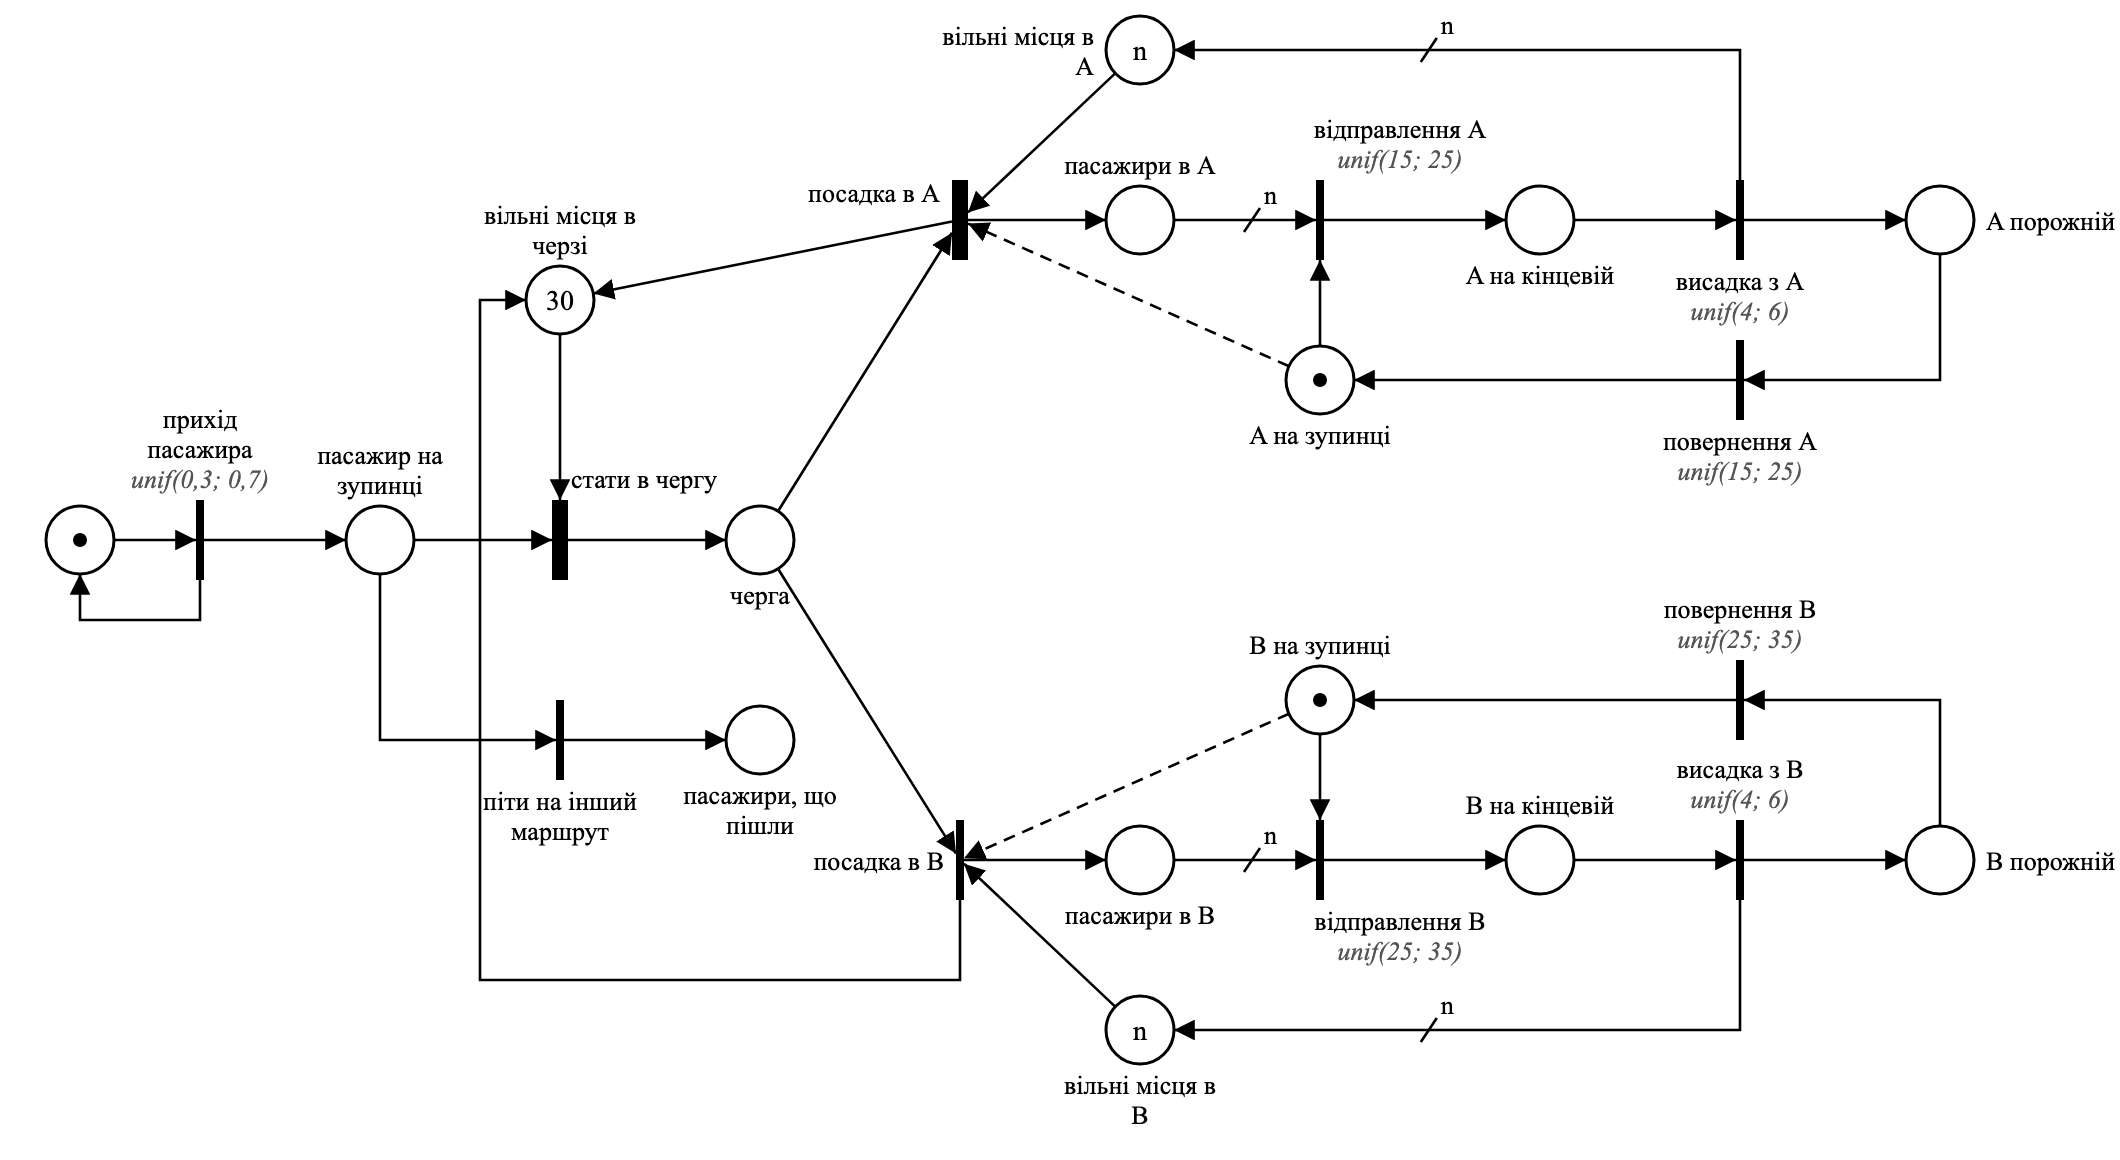 n
вільні місця в
А
n
відправлення А
unif(15; 25)
пасажири в А
n
посадка в А
вільні місця в
черзі
30
А порожній
А на кінцевій
висадка з А
unif(4; 6)
А на зупинці
повернення А
unif(15; 25)
прихід
пасажира
unif(0,3; 0,7)
пасажир на
зупинці
стати в чергу
черга
повернення В
unif(25; 35)
В на зупинці
висадка з В
unif(4; 6)
піти на інший
маршрут
пасажири, що
пішли
В на кінцевій
n
посадка в В
В порожній
пасажири в В
відправлення В
unif(25; 35)
n
n
вільні місця в
В